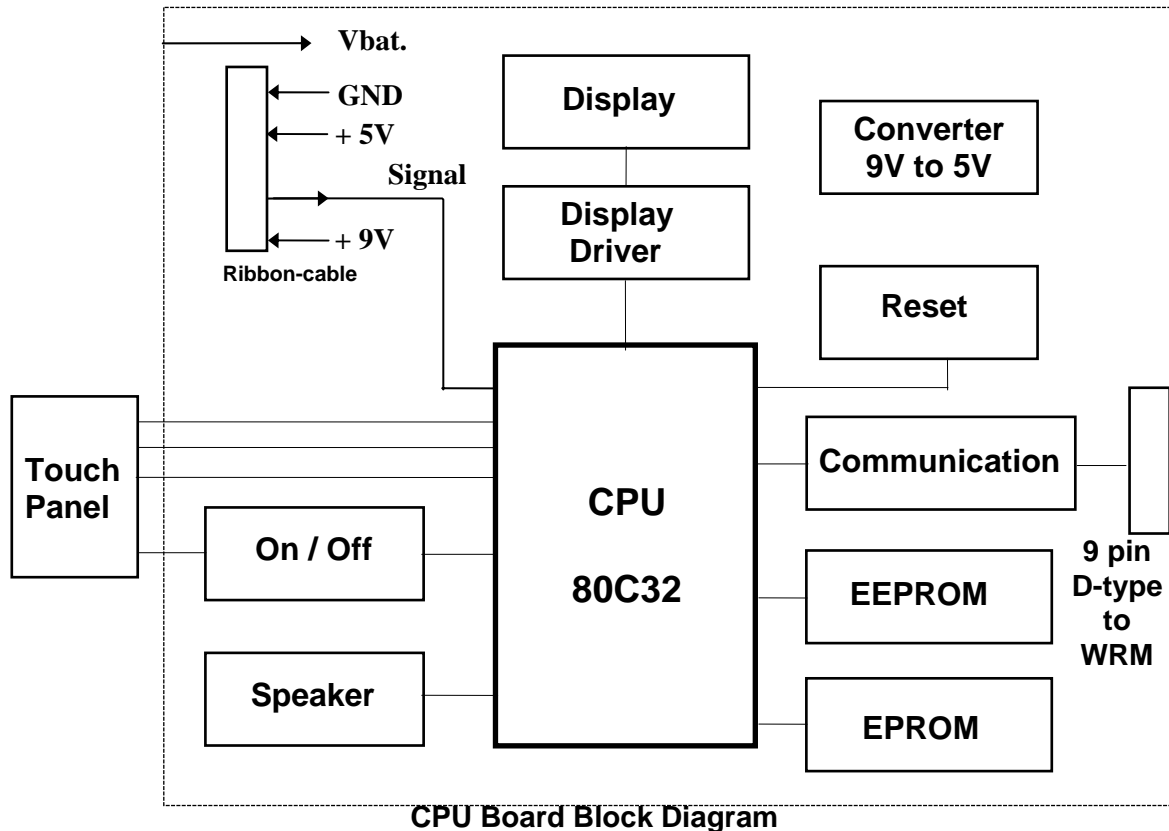 Vbat.
GND
+ 5V
Signal
+ 9V
Ribbon-cable
Display
Display
Driver
Converter
9V to 5V
Reset
Touch
Panel
On / Off
Speaker
CPU
80C32
Communication
EEPROM
EPROM
9 pin
D-type
to
WRM
CPU Board Block Diagram